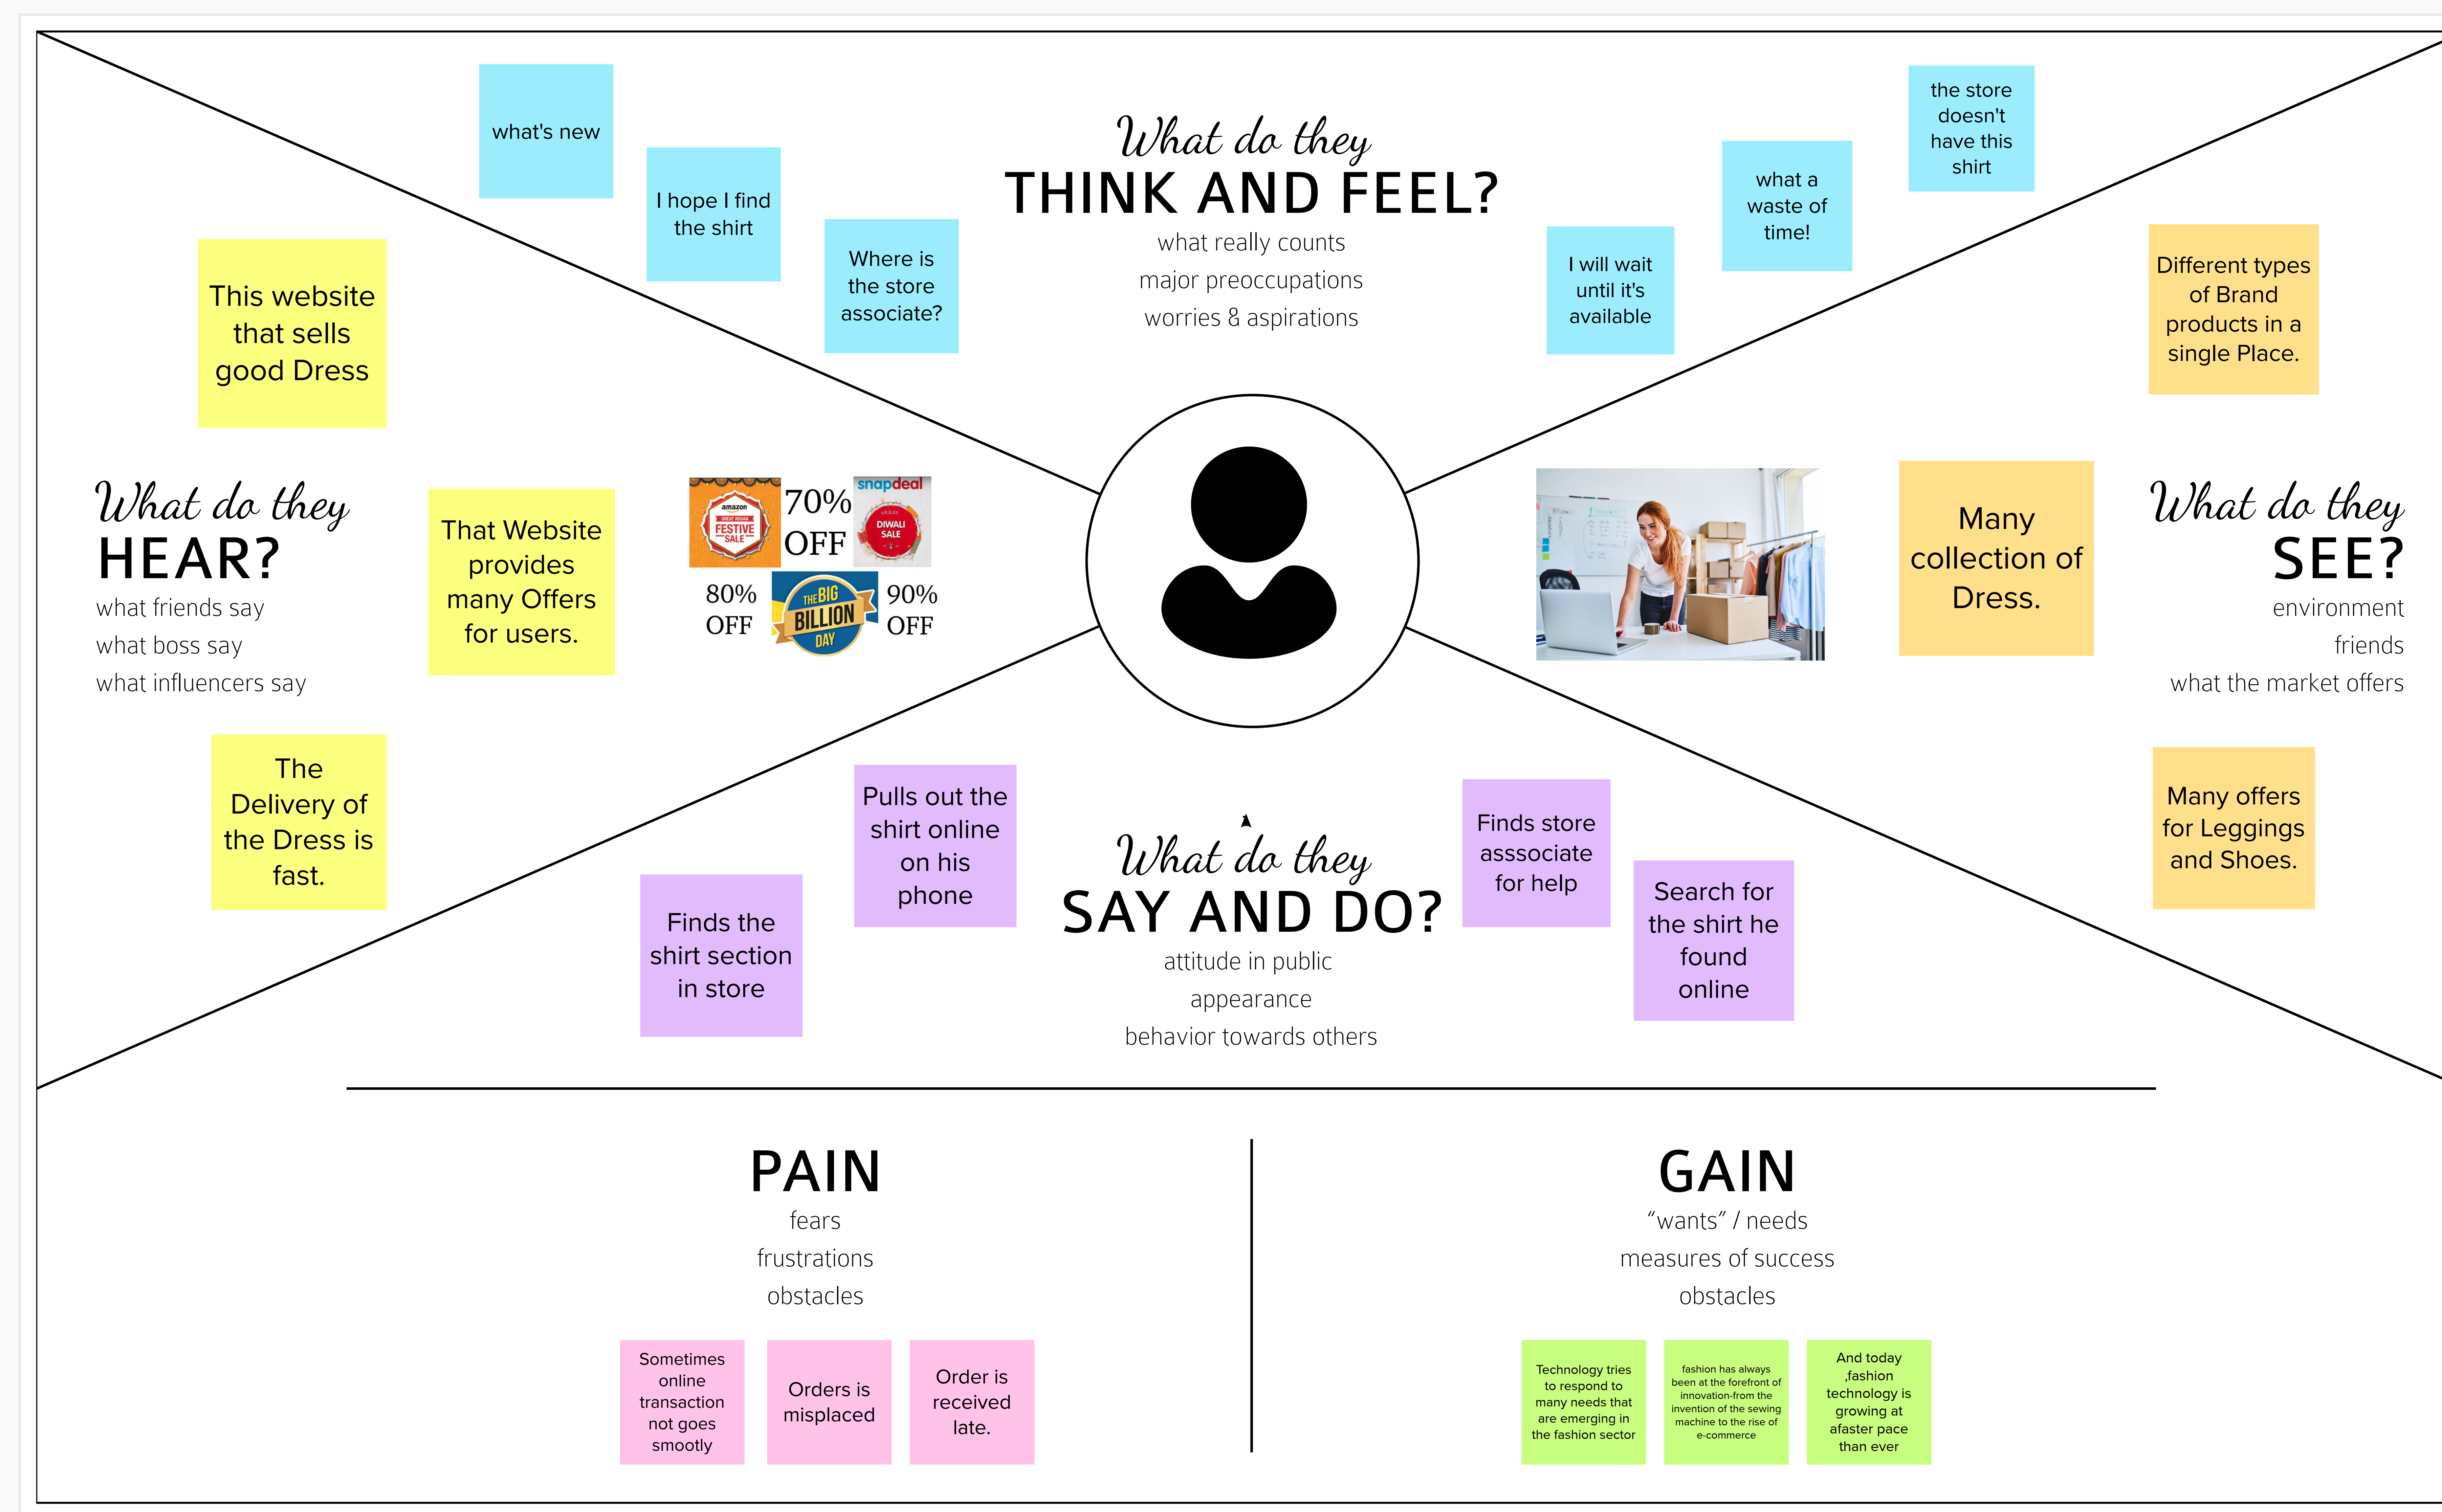 What do they
THINK AND FEEL?
what really counts
major preoccupations
worries & aspirations
what's new
I hope I find
the shirt
Where is
the store
associate?
I will wait
until it's
available
what a
waste of
time!
the store
doesn't
have this
shirt
What do they
HEAR?
what friends say
what boss say
what influencers say
This website
that sells
good Dress
That Website
provides
many Offers
for users.
The
Delivery of
the Dress is
fast.
amazon
GREAT INDIAN
FESTIVE
SALE
70%
OFF
snapdeal
DIWALI
SALE
80%
OFF
THE BIG
BILLION
DAY
90%
OFF
What do they
SEE?
environment
friends
what the market offers
Different types
of Brand
products in a
single Place.
Many
collection of
Dress.
Many offers
for Leggings
and Shoes.
What do they
SAY AND DO?
attitude in public
appearance
behavior towards others
Finds the
shirt section
in store
Pulls out the
shirt online
on his
phone
Finds store
asssociate
for help
Search for
the shirt he
found
online
PAIN
fears
frustrations
obstacles
Sometimes
online
transaction
not goes
smootly
Orders is
misplaced
Order is
received
late.
GAIN
“wants” / needs
measures of success
obstacles
Technology tries
to respond to
many needs that
are emerging in
the fashion sector
fashion has always
been at the forefront of
innovation-from the
invention of the sewing
machine to the rise of
e-commerce
And today
,fashion
technology is
growing at
afaster pace
than ever